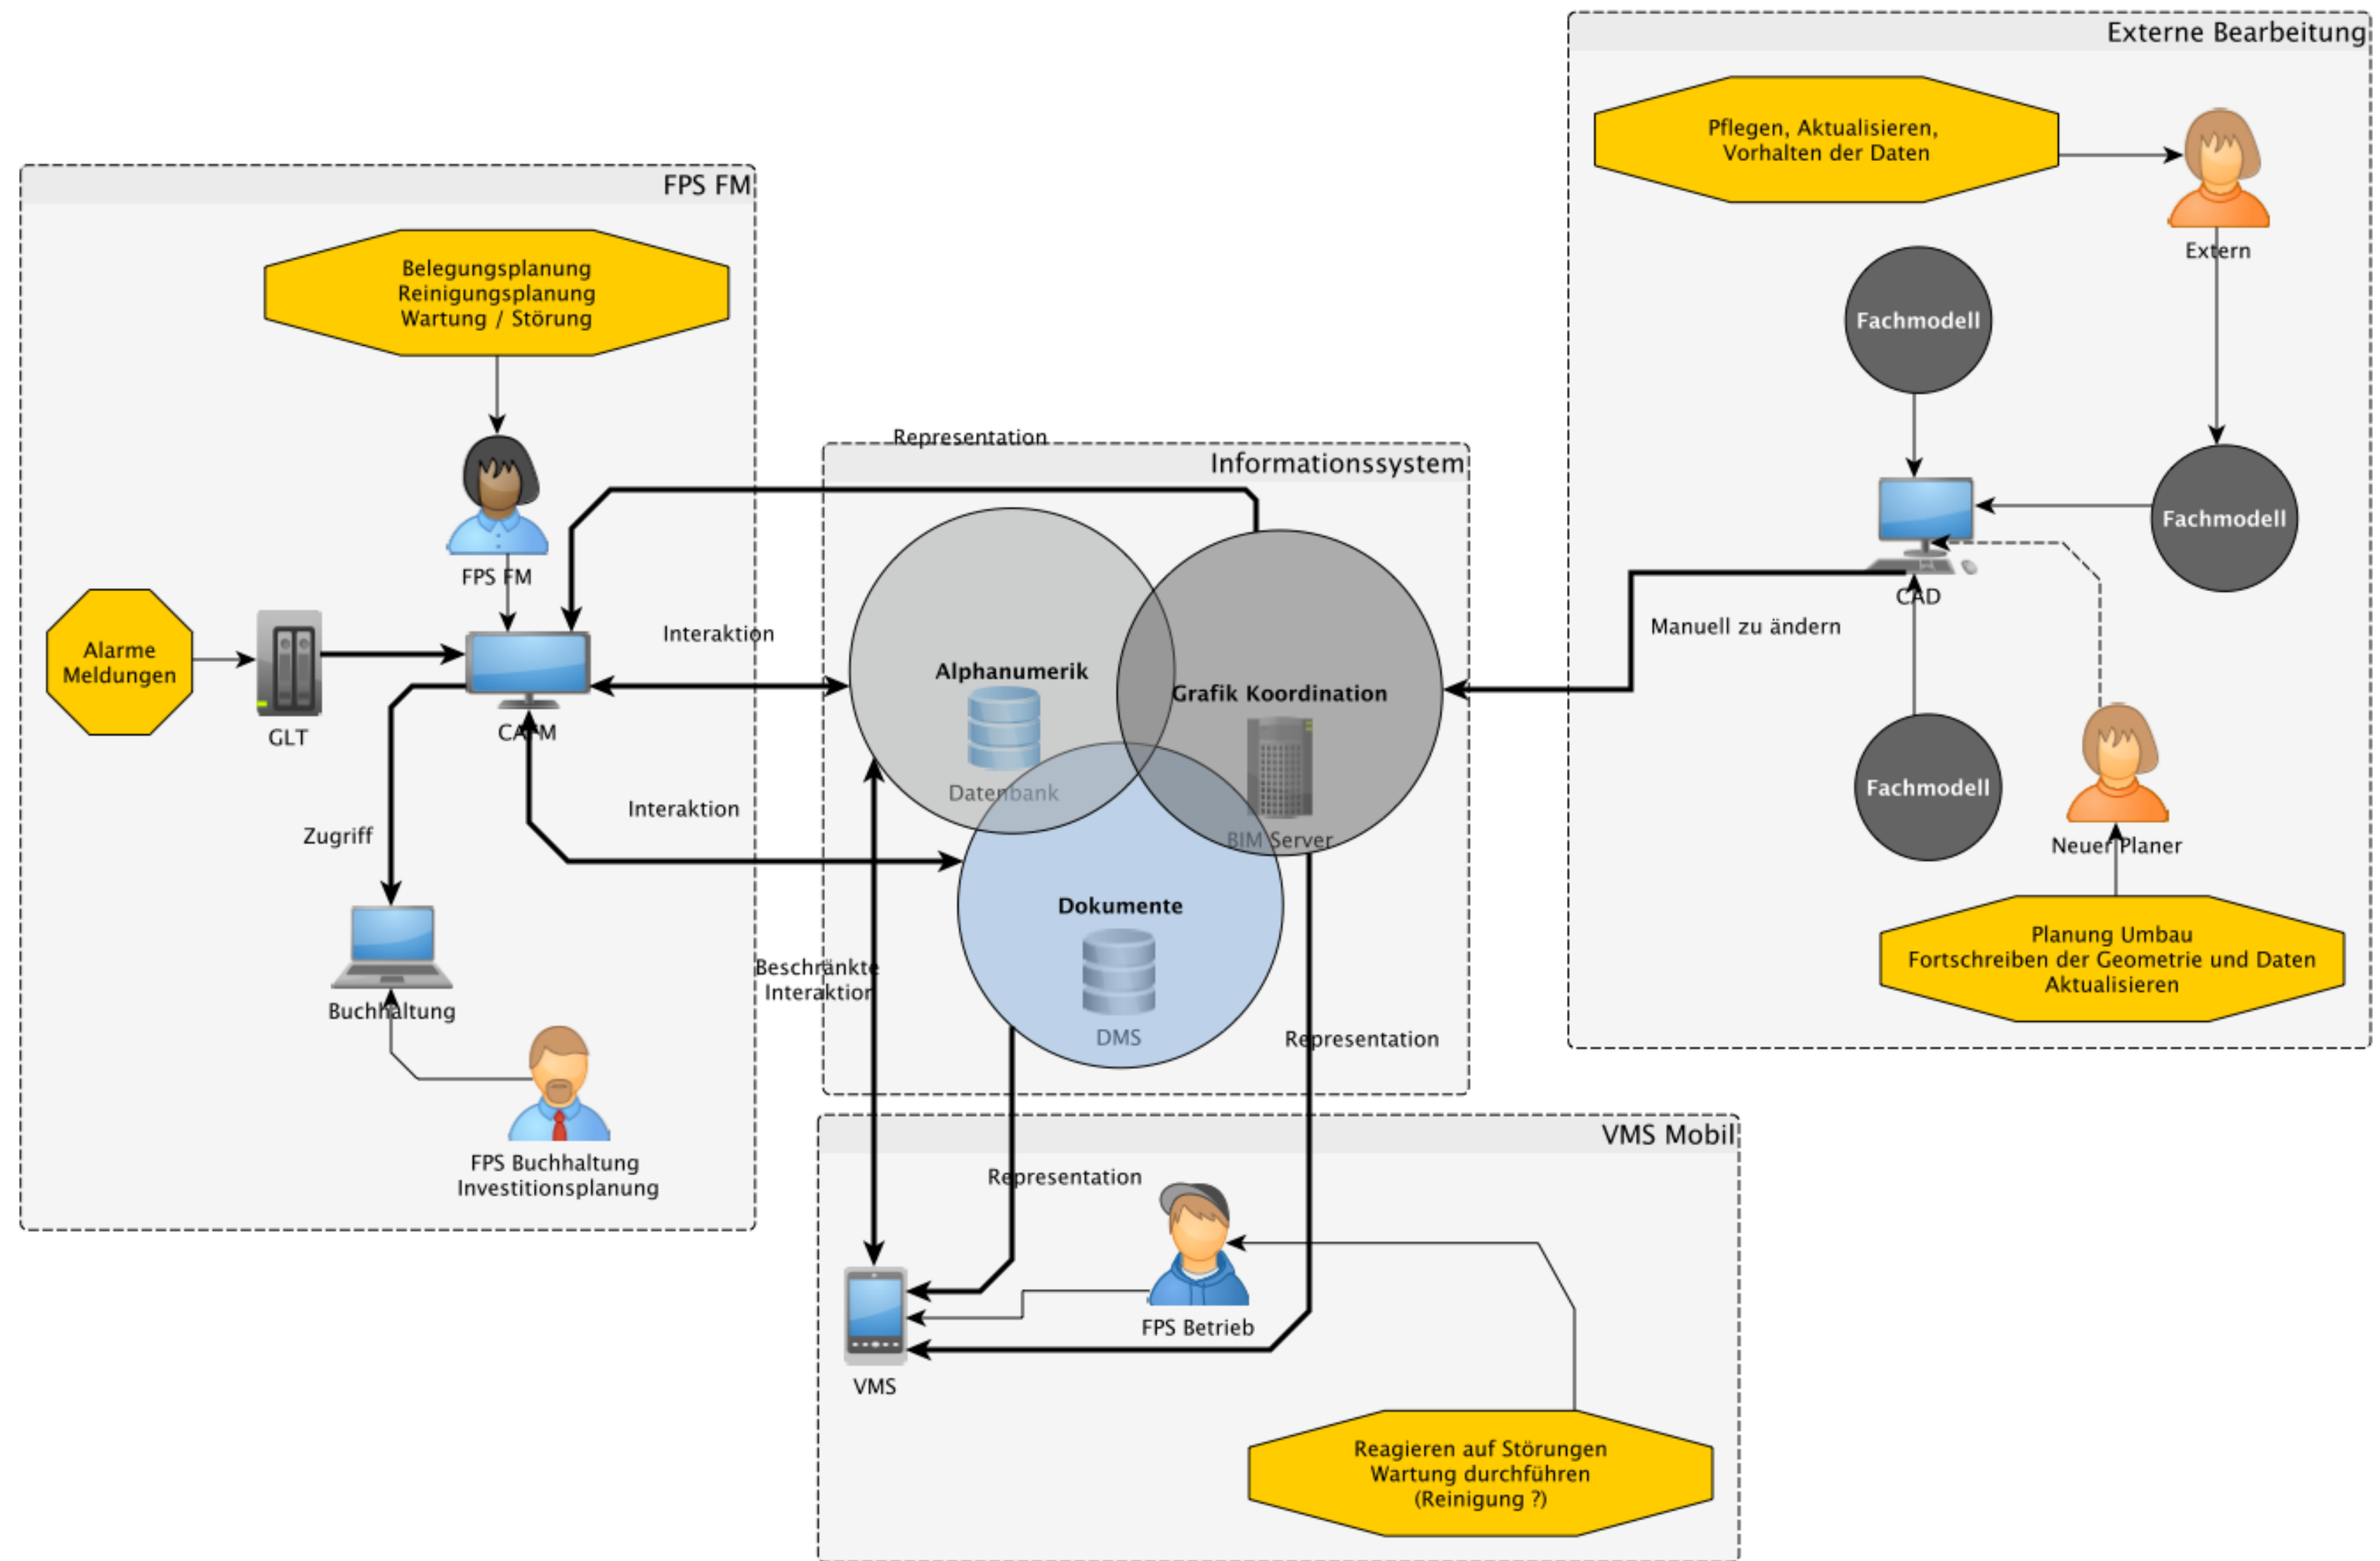 Externe Bearbeitung
Pflegen, Aktualisieren,
Vorhalten der Daten
Extern
Fachmodell
Fachmodell
CAD
Manuell zu ändern
Fachmodell
Neuer Planer
Planung Umbau
Fortschreiben der Geometrie und Daten
Aktualisieren
FPS FM
Belegungsplanung
Reinigungsplanung
Wartung / Störung
FPS FM
Alarme
Meldungen
GLT
Interaktion
Interaktion
Zugriff
Buchhaltung
FPS Buchhaltung
Investitionsplanung
Representation
Informationssystem
Alphanumerik
Datenbank
Grafik Koordination
BIM Server
Dokumente
DMS
Beschränkte
Representation
VMS Mobil
Representation
FPS Betrieb
VMS
Reagieren auf Störungen
Wartung durchführen
(Reinigung ?)